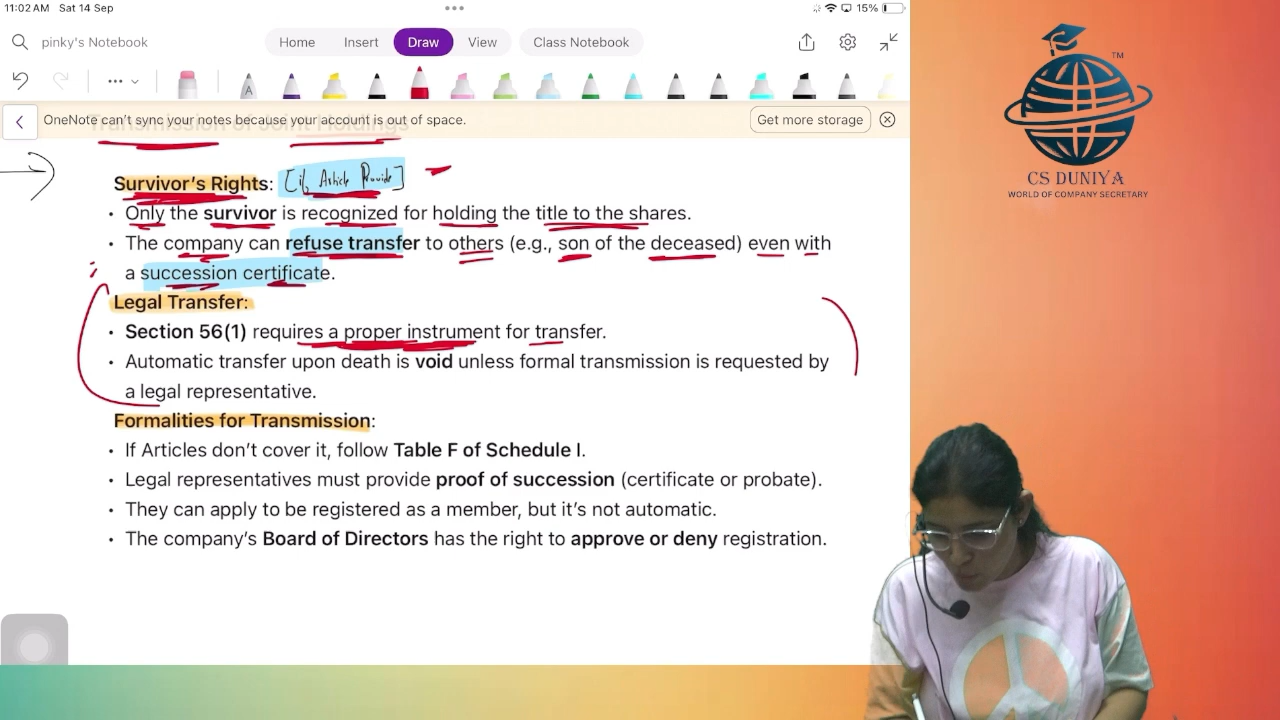 11:02 AM Sat 14 Sep
15%
pinky's Notebook
Home Insert Draw View Class Notebook
A
OneNote can't sync your notes because your account is out of space.
Get more storage
Transmission of Joint Holdings
Survivor's Rights: [if Article Provide]
• Only the survivor is recognized for holding the title to the shares.
• The company can refuse transfer to others (e.g., son of the deceased) even with
a succession certificate.
Legal Transfer:
• Section 56(1) requires a proper instrument for transfer.
• Automatic transfer upon death is void unless formal transmission is requested by
a legal representative.
Formalities for Transmission:
• If Articles don't cover it, follow Table F of Schedule I.
• Legal representatives must provide proof of succession (certificate or probate).
• They can apply to be registered as a member, but it's not automatic.
• The company's Board of Directors has the right to approve or deny registration.
TM
CS DUNIYA
WORLD OF COMPANY SECRETARY